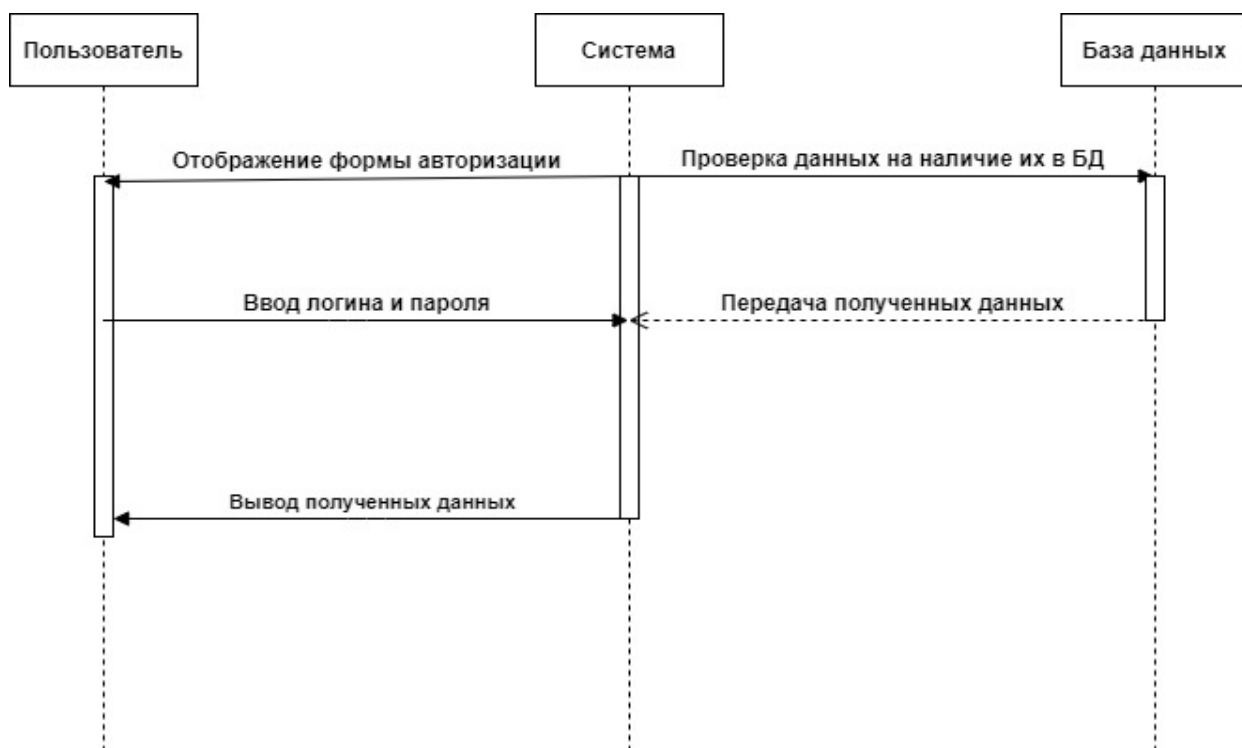 Пользователь
Система
База данных
Отображение формы авторизации
Проверка данных на наличие их в БД
Ввод логина и пароля
Передача полученных данных
Вывод полученных данных